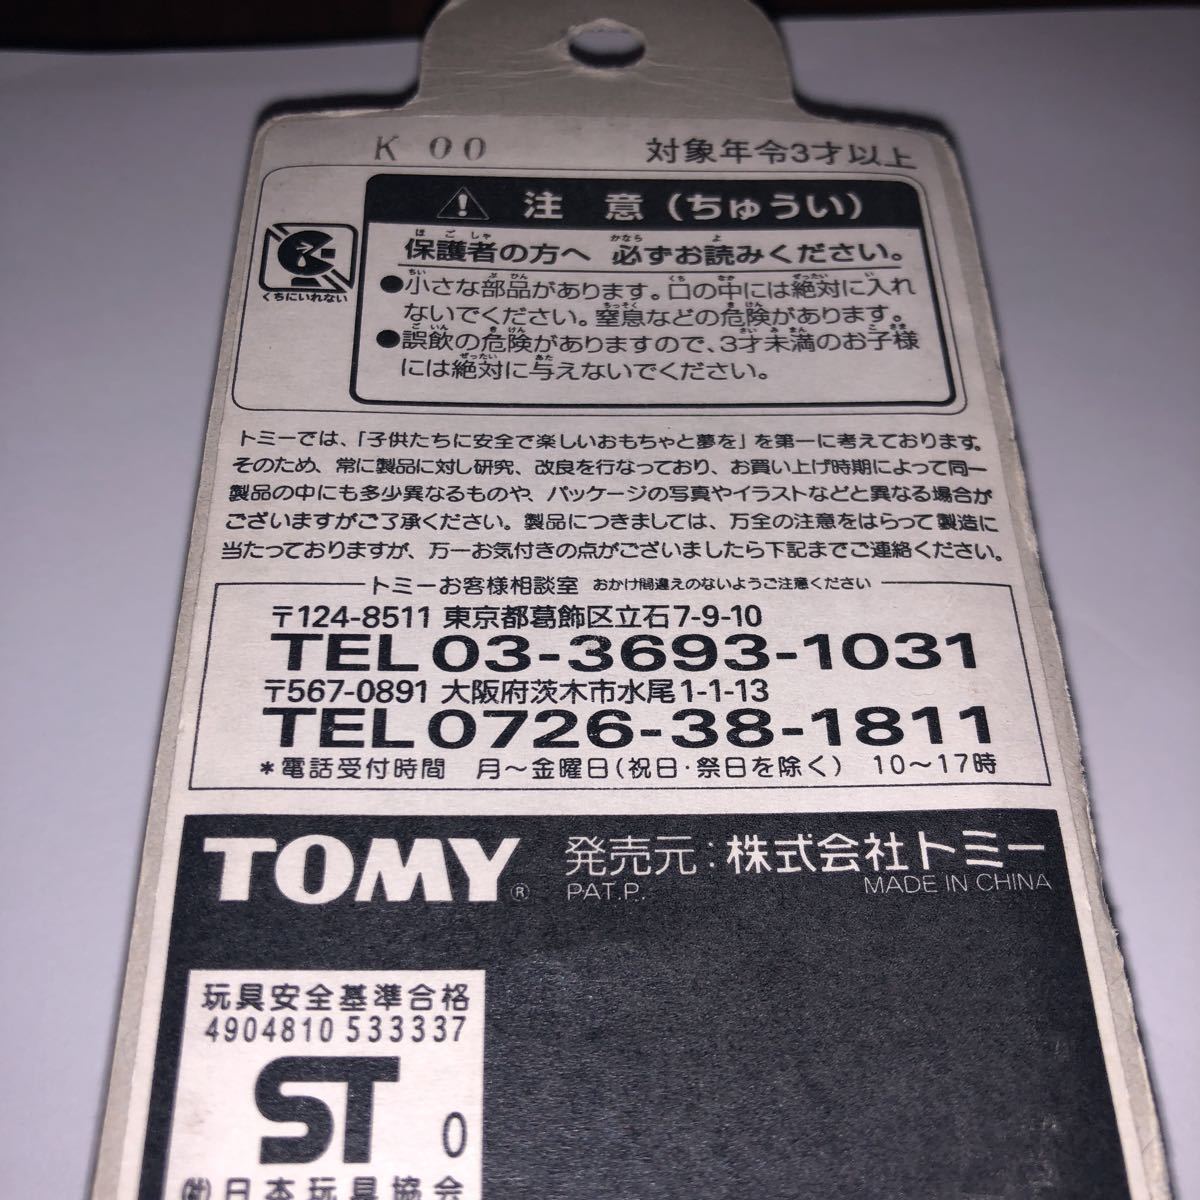 K 00
対象年令3才以上
注意(ちゅうい)
保護者の方へ 必ずお読みください。
くちにいれない
●小さな部品があります。口の中には絶対に入れ
ないでください。窒息などの危険があります。
●誤飲の危険がありますので、3才未満のお子様
には絶対に与えないでください。
トミーでは、「子供たちに安全で楽しいおもちゃと夢を」を第一に考えております。
そのため、常に製品に対し研究、改良を行なっており、お買い上げ時期によって同一
製品の中にも多少異なるものや、パッケージの写真やイラストなどと異なる場合が
ございますがご了承ください。製品につきましては、万全の注意をはらって製造に
当たっておりますが、万一お気付きの点がございましたら下記までご連絡ください。
トミーお客様相談室 おかけ間違えのないようご注意ください
〒124-8511 東京都葛飾区立石7-9-10
TEL 03-3693-1031
〒567-0891 大阪府茨木市水尾1-1-13
TEL 0726-38-1811
*電話受付時間 月〜金曜日(祝日・祭日を除く) 10〜17時
TOMY® 発売元:株式会社トミー
PAT.P. MADE IN CHINA
玩具安全基準合格
4904810 533337
ST 0
㈳日本玩具協会